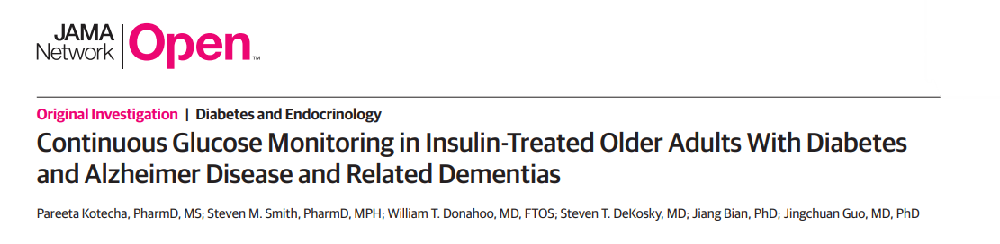 JAMA
Network Open™
Original Investigation | Diabetes and Endocrinology
Continuous Glucose Monitoring in Insulin-Treated Older Adults With Diabetes
and Alzheimer Disease and Related Dementias
Pareeta Kotecha, PharmD, MS; Steven M. Smith, PharmD, MPH; William T. Donahoo, MD, FTOS; Steven T. DeKosky, MD; Jiang Bian, PhD; Jingchuan Guo, MD, PhD